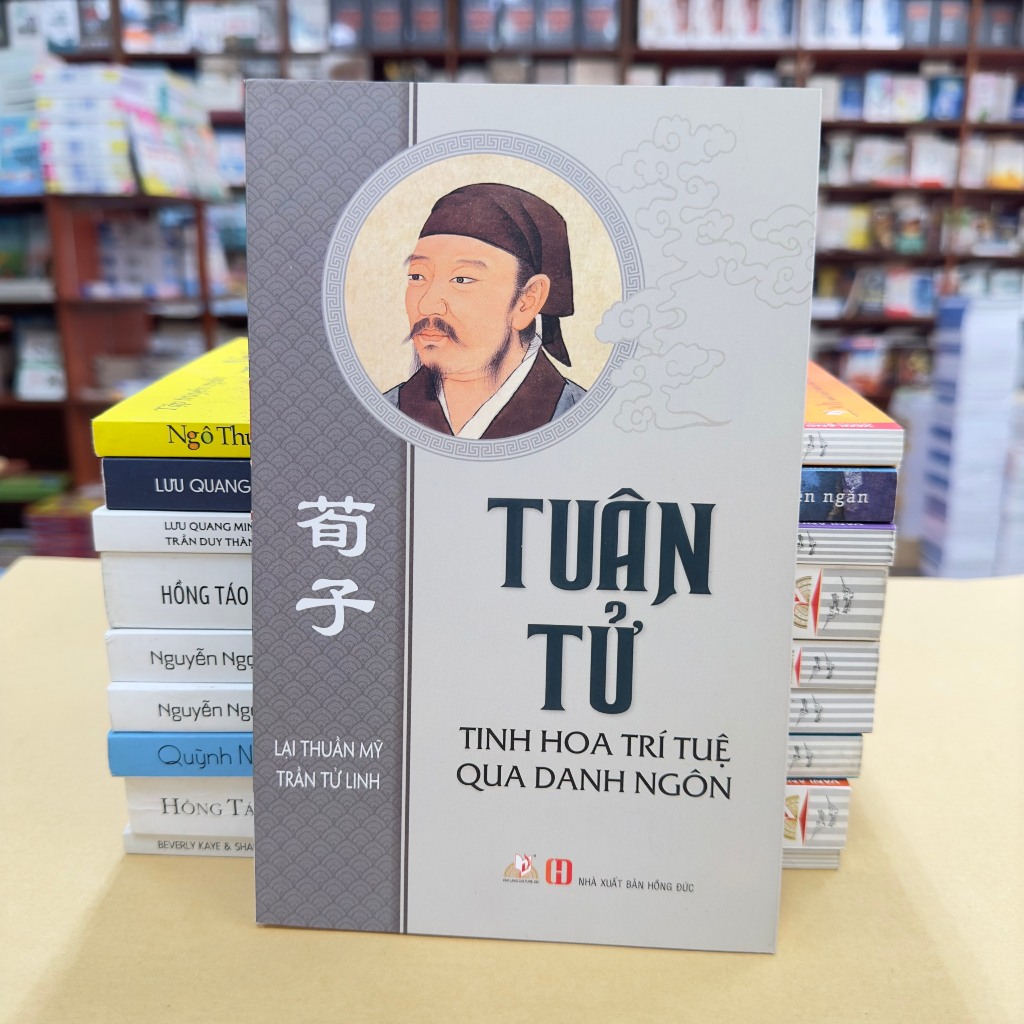 荀子
LẠI THUẦN MỸ
TRẦN TỬ LINH
TUÂN
TỬ
TINH HOA TRÍ TUỆ
QUA DANH NGÔN
NHÀ XUẤT BẢN HỒNG ĐỨC
Ngô Thu
LƯU QUANG
LƯU QUANG MIN
TRẦN DUY THÀN
HỒNG TÁO
Nguyễn Ngọ
Nguyễn Ng
Quỳnh N
HỒNG TÁ
BEVERLY KAYE & SHA
ện ngắn